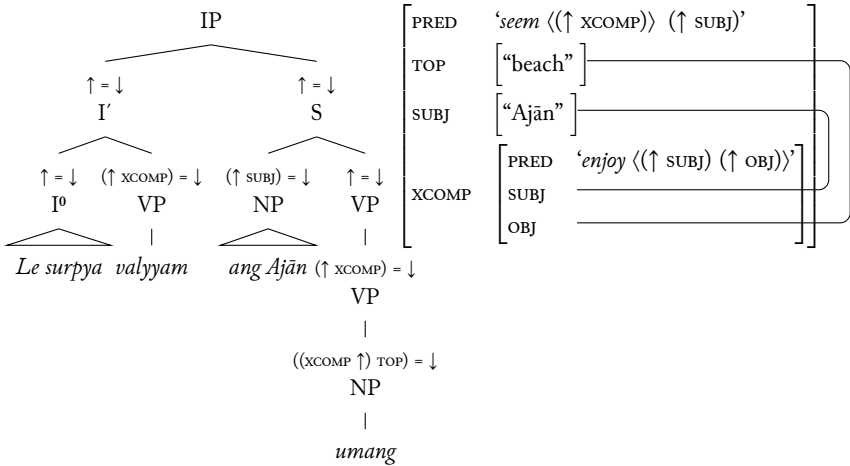 IP
↑ = ↓ ↑ = ↓
I′ S
↑ = ↓ (↑ XCOMP) = ↓ (↑ SUBJ) = ↓ ↑ = ↓
I⁰ VP NP VP
Le surpya valyyam ang Ajān (↑ XCOMP) = ↓
VP
((XCOMP ↑) TOP) = ↓
NP
umang
PRED ‘seem ⟨(↑ XCOMP)⟩ (↑ SUBJ)’
TOP [“beach”]
SUBJ [“Ajān”]
XCOMP
PRED ‘enjoy ⟨(↑ SUBJ) (↑ OBJ)⟩’
SUBJ
OBJ